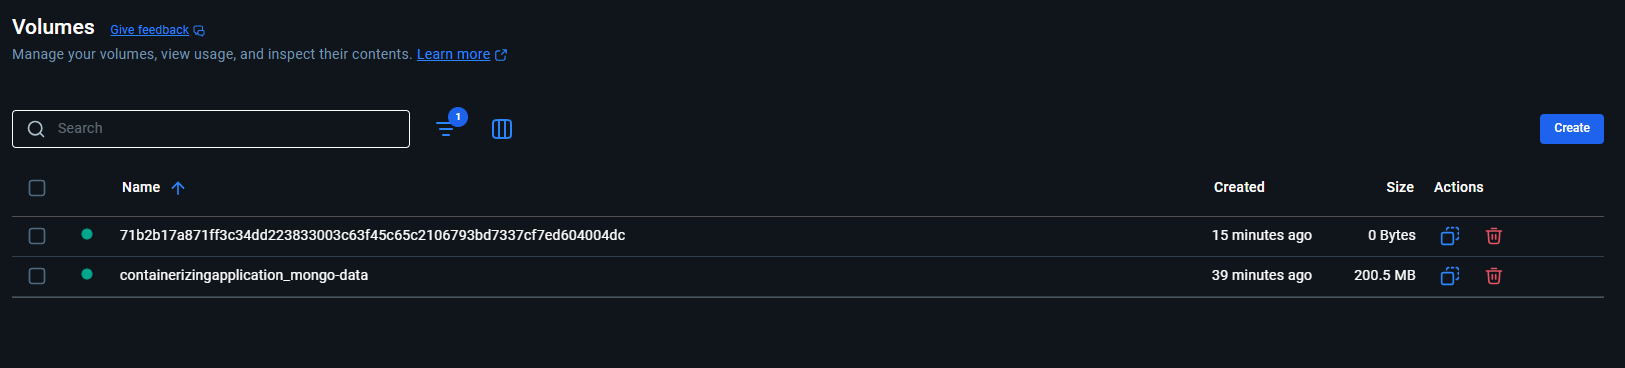 Volumes Give feedback
Manage your volumes, view usage, and inspect their contents. Learn more
Search 1 Create
Name Created Size Actions
71b2b17a871ff3c34dd223833003c63f45c65c2106793bd7337cf7ed604004dc 15 minutes ago 0 Bytes
containerizingapplication_mongo-data 39 minutes ago 200.5 MB